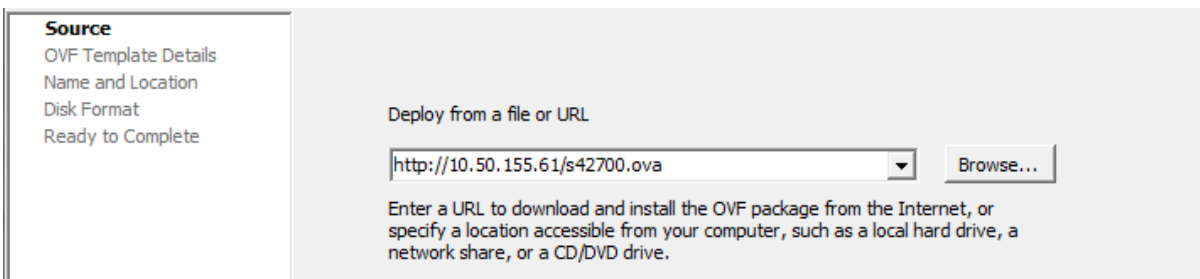 Source
OVF Template Details
Name and Location
Disk Format
Ready to Complete
Deploy from a file or URL
http://10.50.155.61/s42700.ova
Browse...
Enter a URL to download and install the OVF package from the Internet, or
specify a location accessible from your computer, such as a local hard drive, a
network share, or a CD/DVD drive.